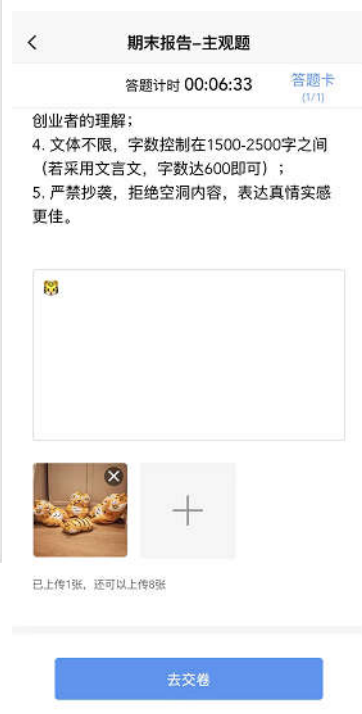 期末报告-主观题
答题计时 00:06:33
答题卡
(1/1)
创业者的理解；
4. 文体不限，字数控制在1500-2500字之间
（若采用文言文，字数达600即可）；
5. 严禁抄袭，拒绝空洞内容，表达真情实感
更佳。
🐯
已上传1张，还可以上传8张
去交卷